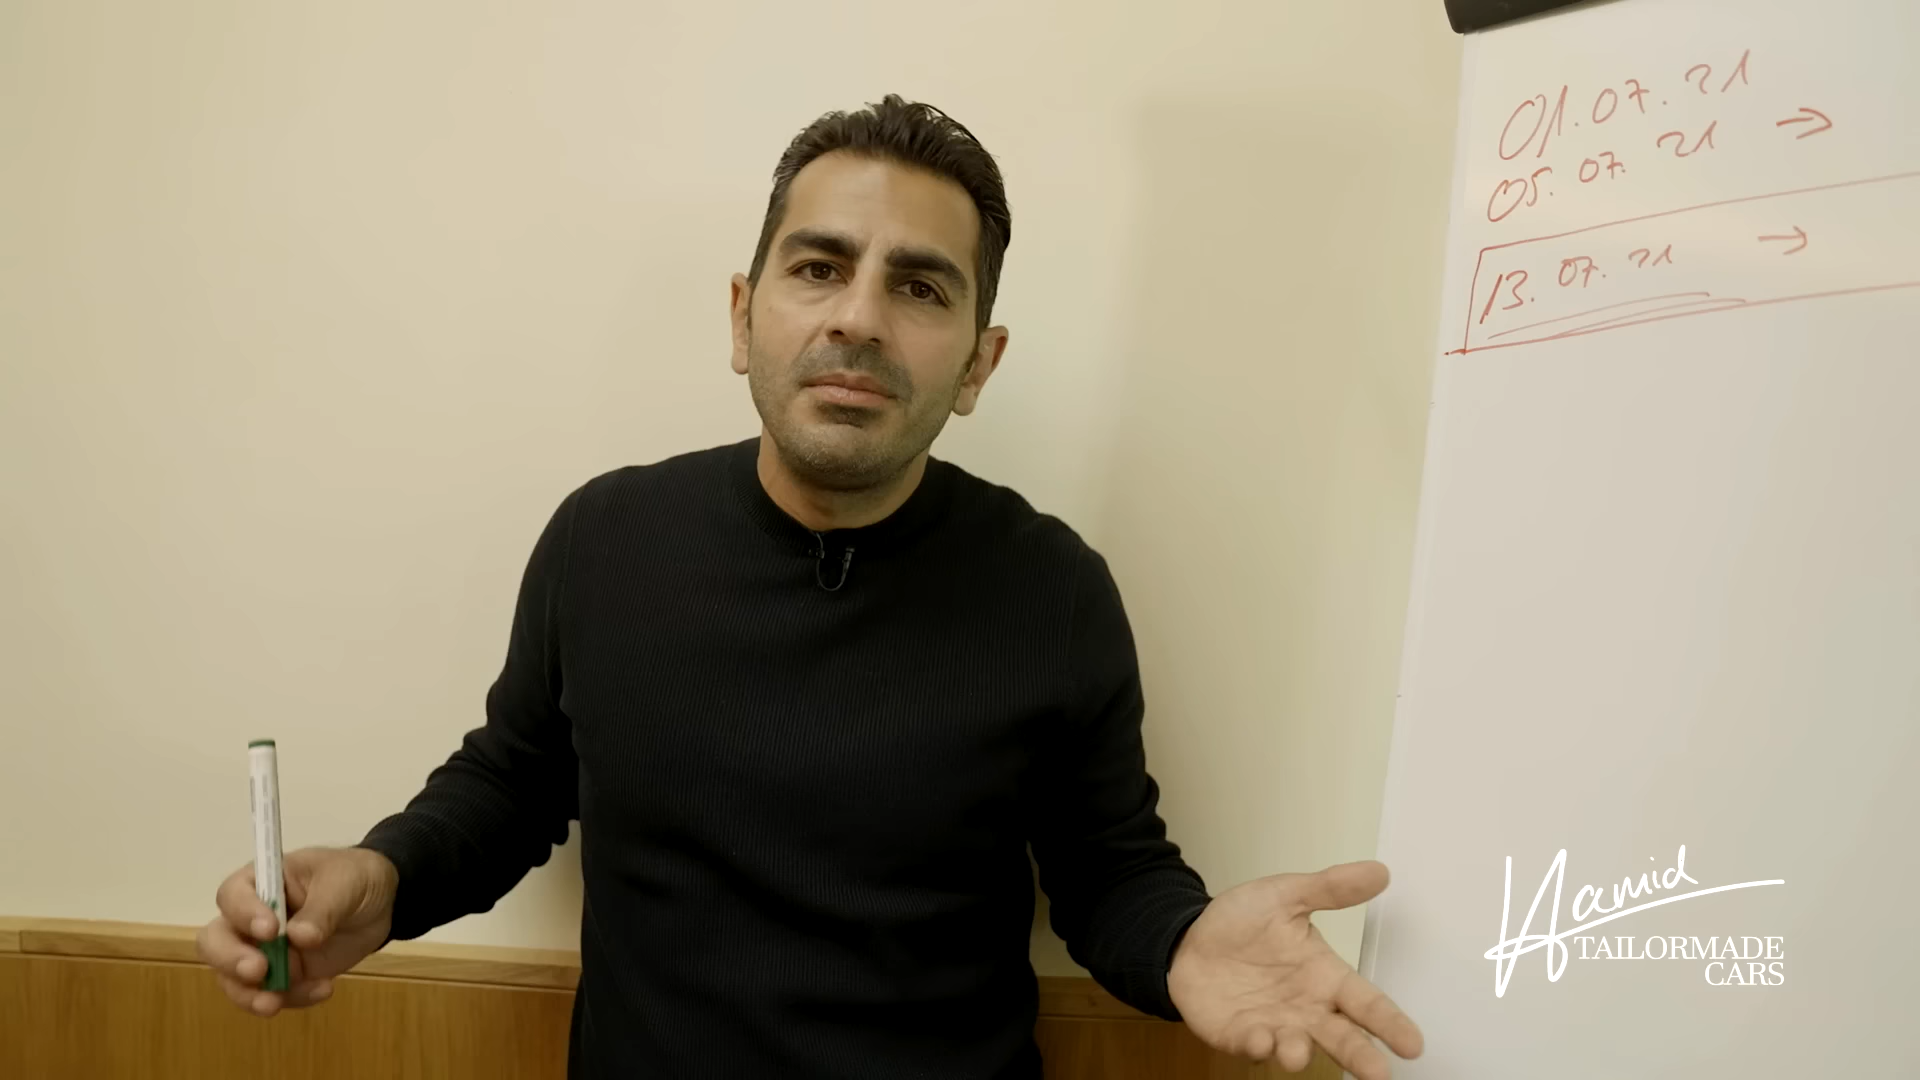 01.07.21
05.07.21 →
13.07.21 →
Hamid
TAILORMADE
CARS